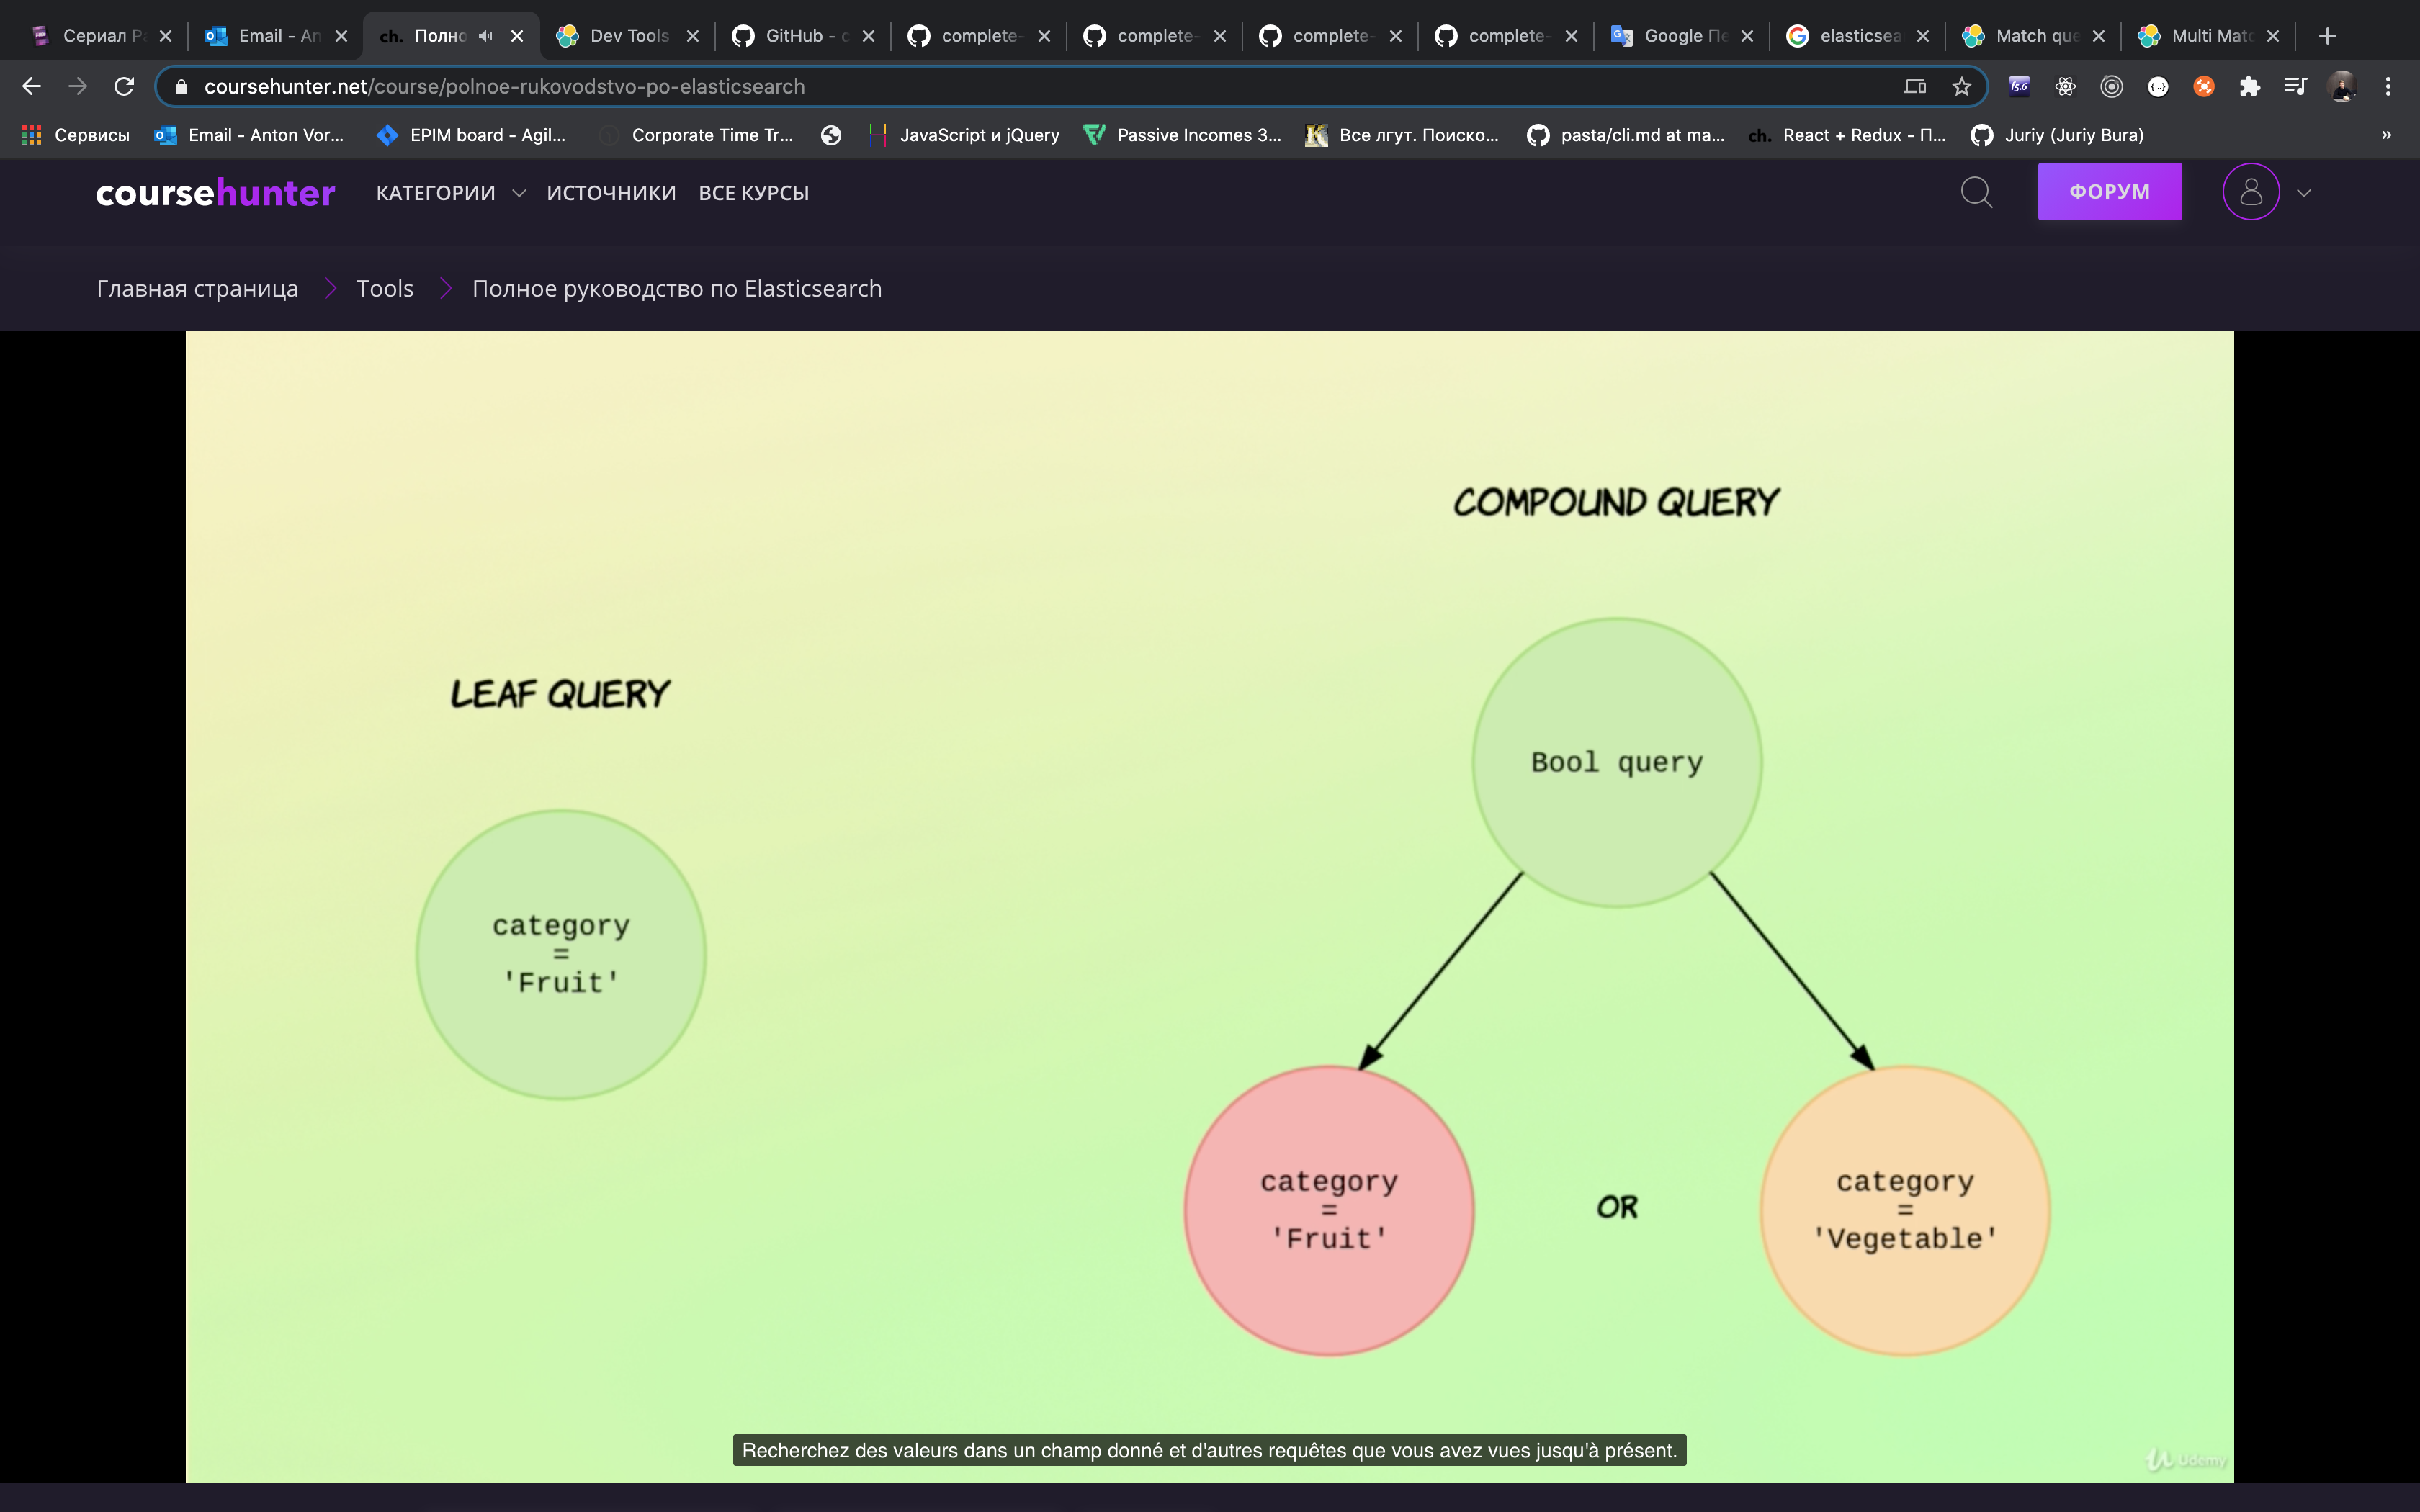 Сериал Р
Email - An
ch. Полно
Dev Tools
GitHub - c
complete-
complete-
complete-
complete-
Google Пе
elasticsea
Match que
Multi Matc
coursehunter.net/course/polnoe-rukovodstvo-po-elasticsearch
f5.6
Сервисы
Email - Anton Vor...
EPIM board - Agil...
Corporate Time Tr...
JavaScript и jQuery
Passive Incomes 3...
Все лгут. Поиско...
pasta/cli.md at ma...
ch. React + Redux - П...
Juriy (Juriy Bura)
»
coursehunter
КАТЕГОРИИ
ИСТОЧНИКИ
ВСЕ КУРСЫ
ФОРУМ
Главная страница
Tools
Полное руководство по Elasticsearch
COMPOUND QUERY
LEAF QUERY
Bool query
category
=
'Fruit'
category
=
'Fruit'
OR
category
=
'Vegetable'
Recherchez des valeurs dans un champ donné et d'autres requêtes que vous avez vues jusqu'à présent.
Udemy